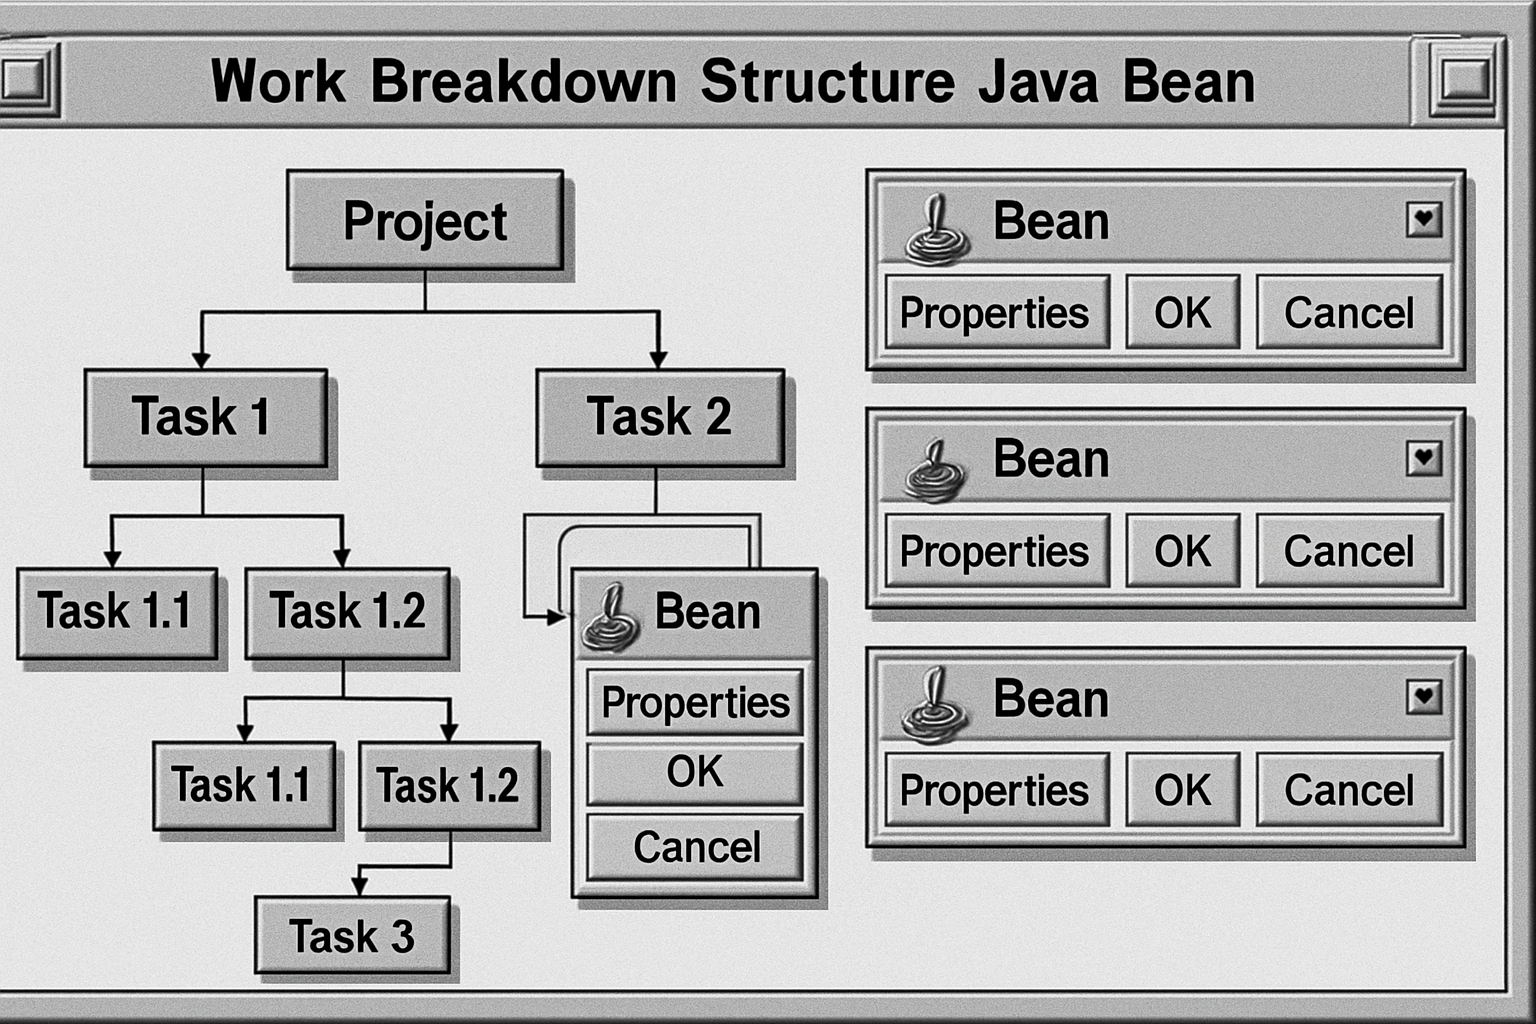 Work Breakdown Structure Java Bean
Project
Task 1
Task 2
Task 1.1
Task 1.2
Task 1.1
Task 1.2
Task 3
Bean
Properties
OK
Cancel
Bean
Properties
OK
Cancel
Bean
Properties
OK
Cancel
Bean
Properties
OK
Cancel